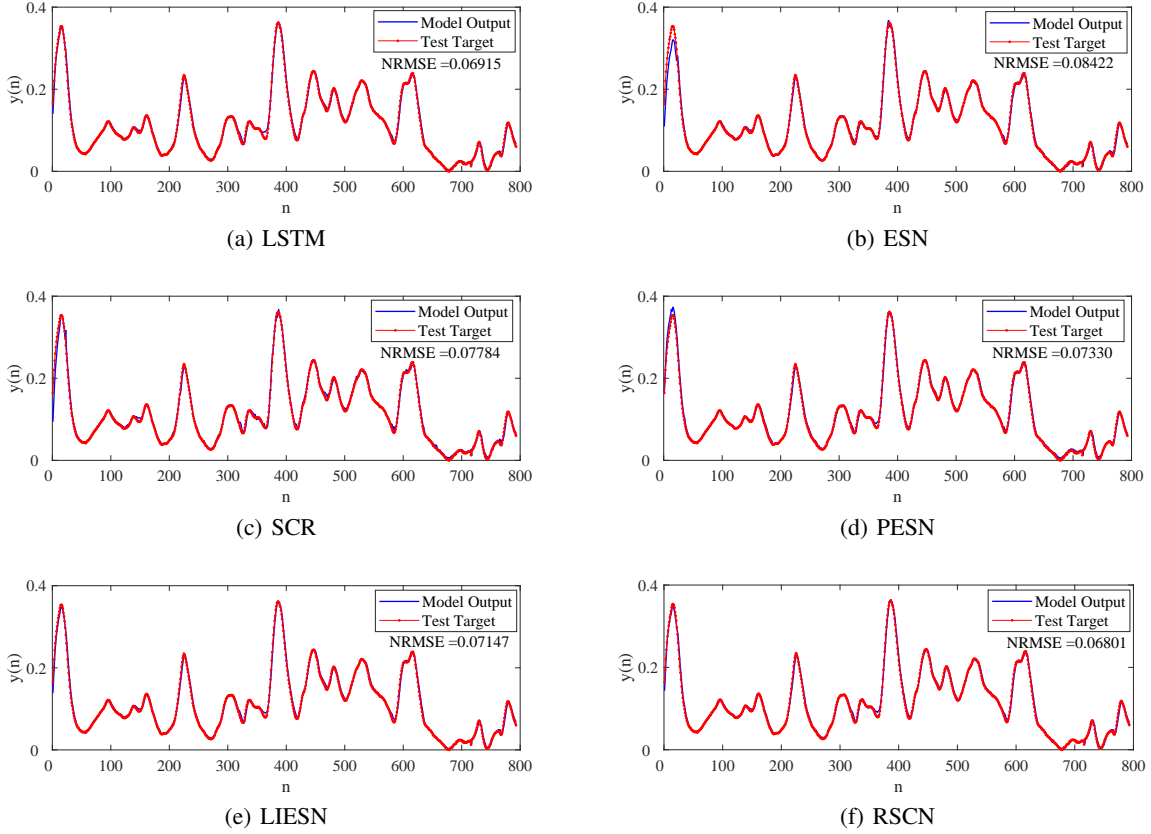 Model Output
Test Target
NRMSE =0.06915
y(n)
0.4
0.2
0
0 100 200 300 400 500 600 700 800
n
(a) LSTM
Model Output
Test Target
NRMSE =0.08422
y(n)
0.4
0.2
0
0 100 200 300 400 500 600 700 800
n
(b) ESN
Model Output
Test Target
NRMSE =0.07784
y(n)
0.4
0.2
0
0 100 200 300 400 500 600 700 800
n
(c) SCR
Model Output
Test Target
NRMSE =0.07330
y(n)
0.4
0.2
0
0 100 200 300 400 500 600 700 800
n
(d) PESN
Model Output
Test Target
NRMSE =0.07147
y(n)
0.4
0.2
0
0 100 200 300 400 500 600 700 800
n
(e) LIESN
Model Output
Test Target
NRMSE =0.06801
y(n)
0.4
0.2
0
0 100 200 300 400 500 600 700 800
n
(f) RSCN